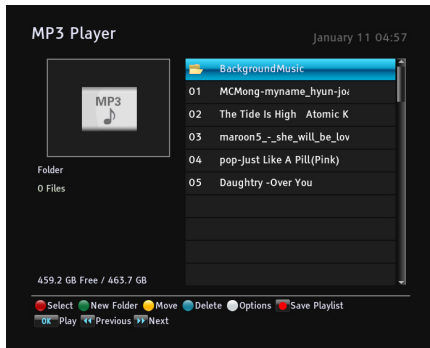 MP3 Player
January 11 04:57
BackgroundMusic
MP3
01 MCMong-myname_hyun-joa
02 The Tide Is High Atomic K
03 maroon5_-_she_will_be_lov
04 pop-Just Like A Pill(Pink)
05 Daughtry -Over You
Folder
0 Files
459.2 GB Free / 463.7 GB
Select New Folder Move Delete Options Save Playlist
OK Play Previous Next